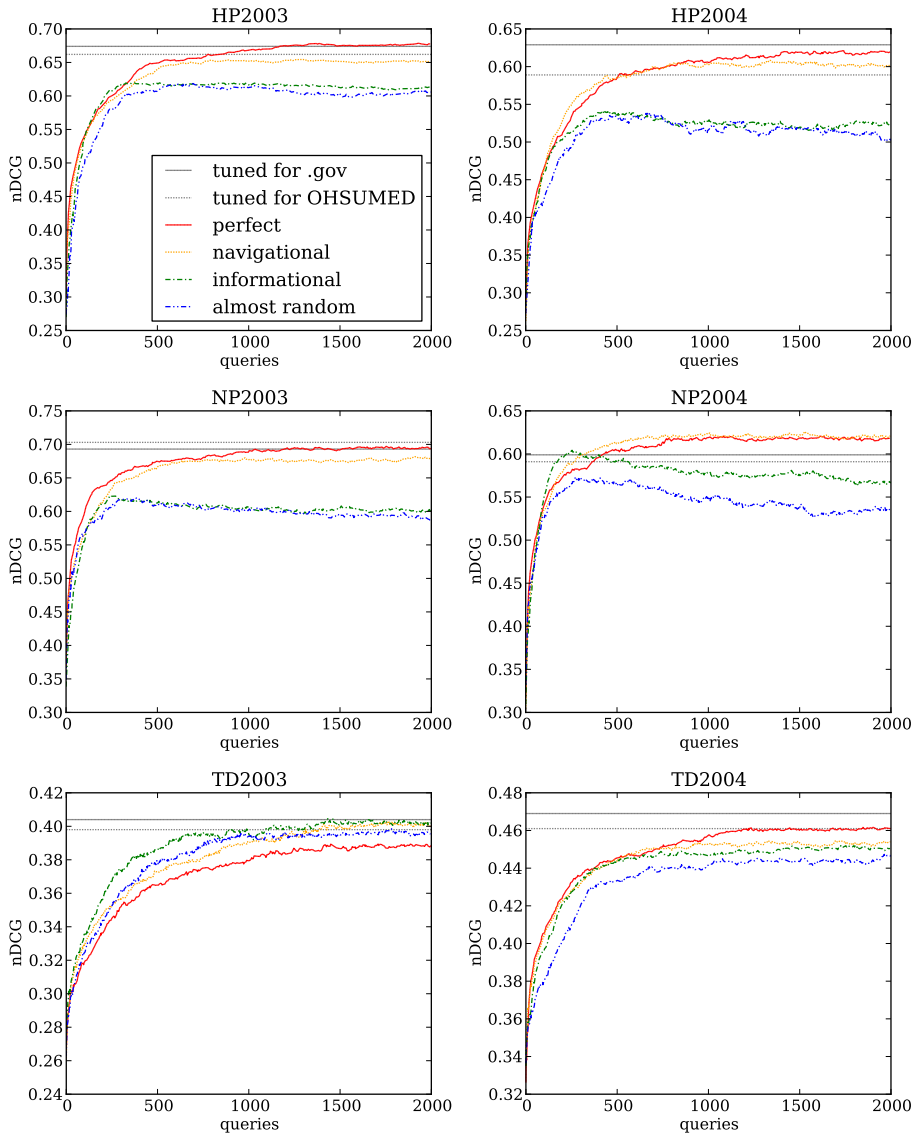 HP2003
0.70
0.65
0.60
0.55
0.50
0.45
0.40
0.35
0.30
0.25
nDCG
tuned for .gov
tuned for OHSUMED
perfect
navigational
informational
almost random
0 500 1000 1500 2000
queries
HP2004
0.65
0.60
0.55
0.50
0.45
0.40
0.35
0.30
0.25
nDCG
0 500 1000 1500 2000
queries
NP2003
0.75
0.70
0.65
0.60
0.55
0.50
0.45
0.40
0.35
0.30
nDCG
0 500 1000 1500 2000
queries
NP2004
0.65
0.60
0.55
0.50
0.45
0.40
0.35
0.30
nDCG
0 500 1000 1500 2000
queries
TD2003
0.42
0.40
0.38
0.36
0.34
0.32
0.30
0.28
0.26
0.24
nDCG
0 500 1000 1500 2000
queries
TD2004
0.48
0.46
0.44
0.42
0.40
0.38
0.36
0.34
0.32
nDCG
0 500 1000 1500 2000
queries